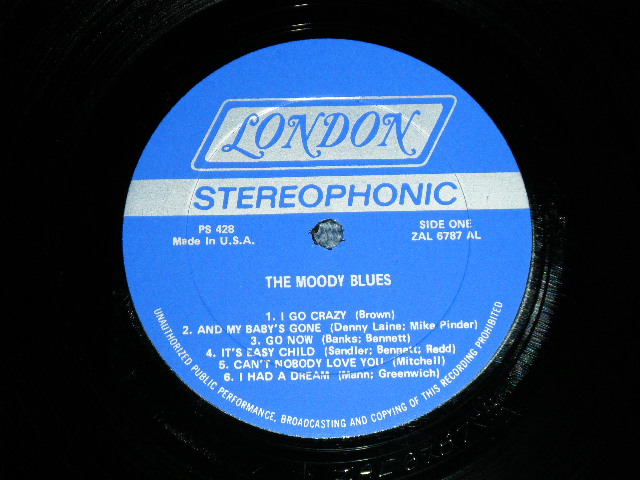 LONDON
STEREOPHONIC
PS 428
Made In U.S.A.
SIDE ONE
ZAL 6787 AL
THE MOODY BLUES
1. I GO CRAZY (Brown)
2. AND MY BABY'S GONE (Denny Laine; Mike Pinder)
3. GO NOW (Banks; Bennett)
4. IT'S EASY CHILD (Sandler; Bennett; Redd)
5. CAN'T NOBODY LOVE YOU (Mitchell)
6. I HAD A DREAM (Mann; Greenwich)
UNAUTHORIZED PUBLIC PERFORMANCE, BROADCASTING AND COPYING OF THIS RECORDING PROHIBITED